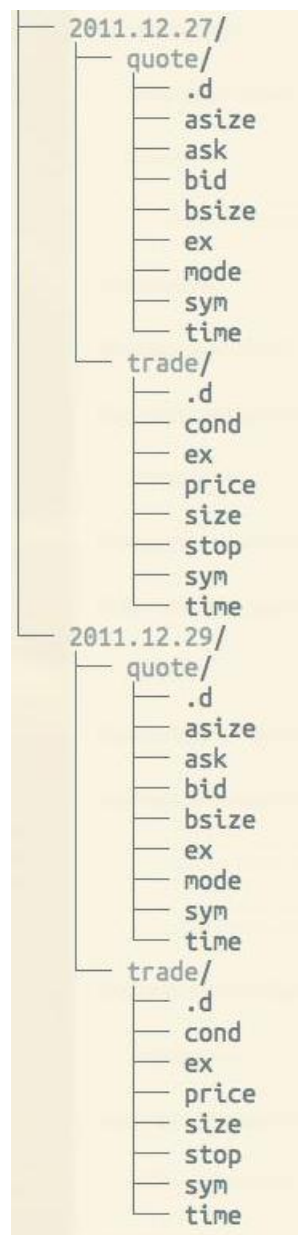 2011.12.27/
quote/
.d
asize
ask
bid
bsize
ex
mode
sym
time
trade/
.d
cond
ex
price
size
stop
sym
time
2011.12.29/
quote/
.d
asize
ask
bid
bsize
ex
mode
sym
time
trade/
.d
cond
ex
price
size
stop
sym
time